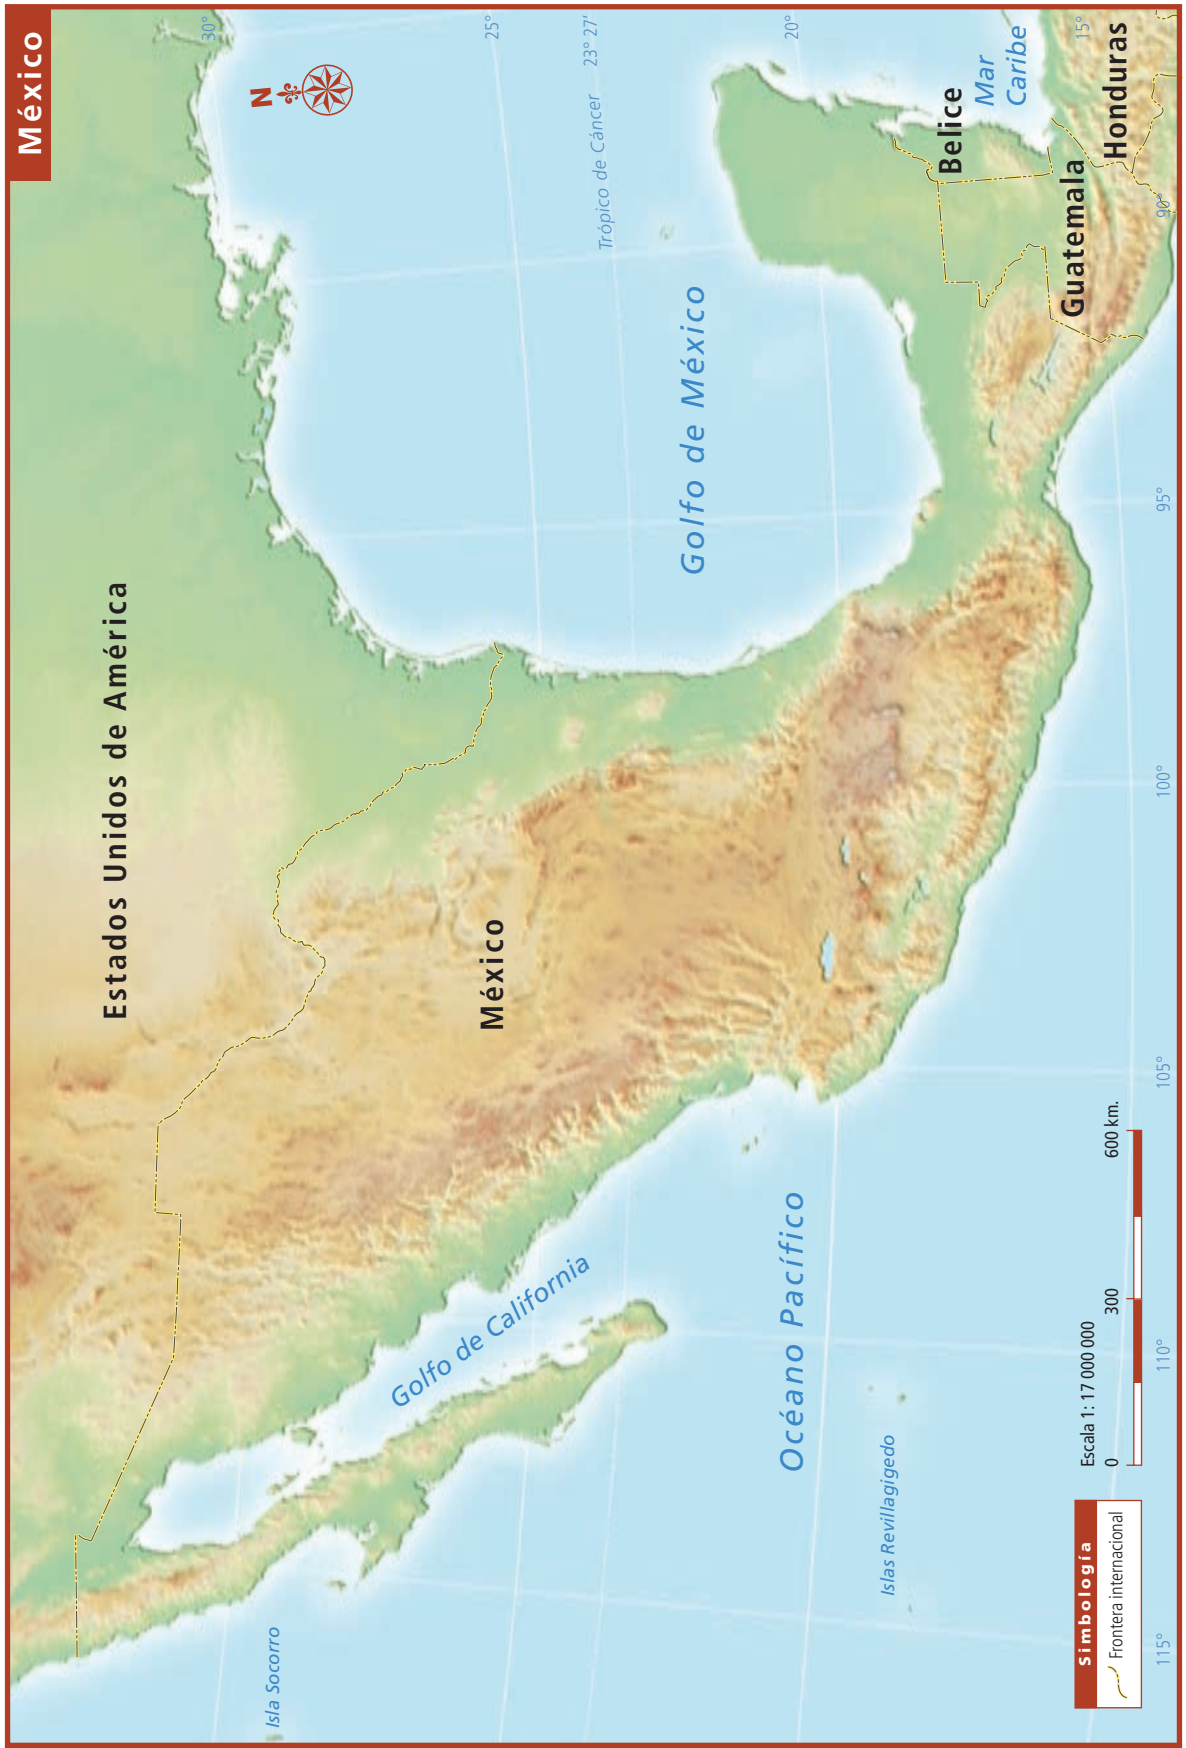 México
N
30°
25°
23° 27'
20°
15°
Trópico de Cáncer
Estados Unidos de América
México
Golfo de México
Mar
Caribe
Belice
Guatemala
Honduras
Golfo de California
Océano Pacífico
Isla Socorro
Islas Revillagigedo
115°
110°
105°
100°
95°
90°
Simbología
Frontera internacional
Escala 1: 17 000 000
0 300 600 km.